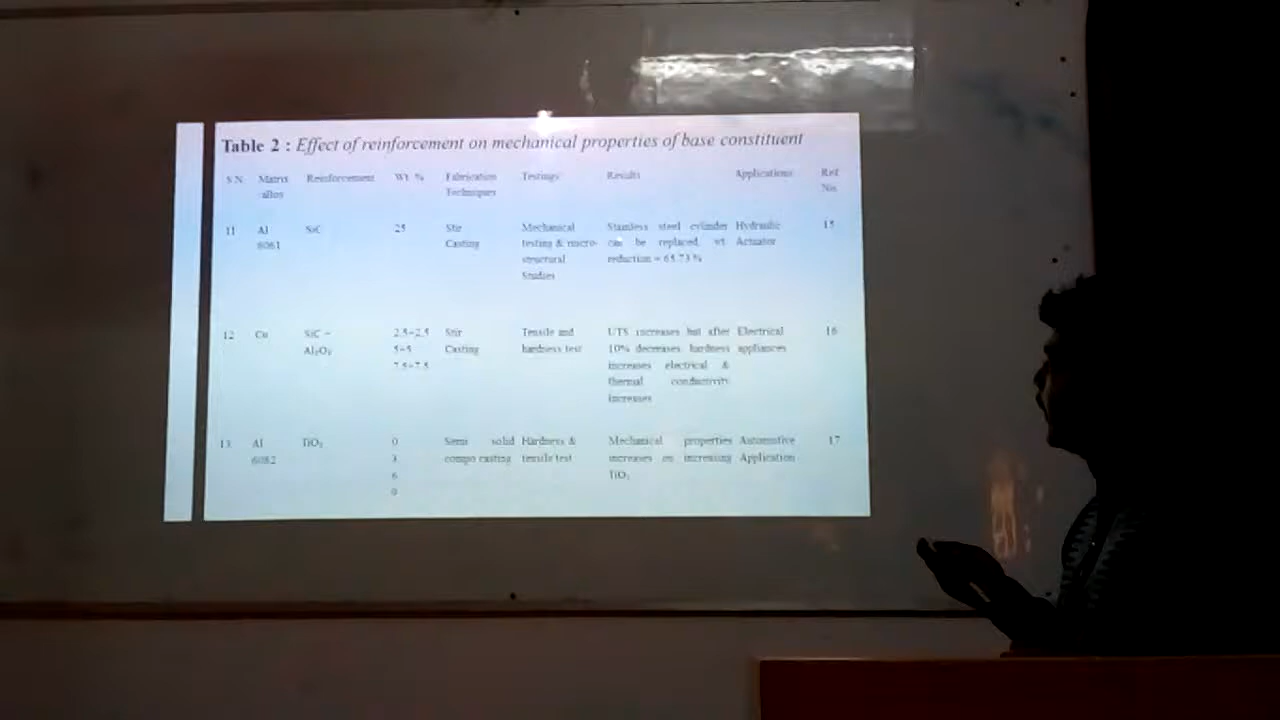 Table 2 : Effect of reinforcement on mechanical properties of base constituent
S.N. Matrix Reinforcement Wt. % Fabrication Testings Results Applications Ref.
alloy Techniques No.
11 Al SiC 25 Stir Mechanical Stainless steel cylinder Hydraulic 15
6061 Casting testing & micro- can be replaced, wt. Actuator
structural reduction = 65.73 %
Studies
12 Cu SiC - 2.5-2.5 Stir Tensile and UTS increases but after Electrical 16
Al₂O₃ 5-5 Casting hardness test 10% decreases, hardness appliances
7.5-7.5 increases electrical &
thermal conductivity
increases
13 Al TiO₂ 0 Semi solid Hardness & Mechanical properties Automotive 17
6082 3 compo casting tensile test increases on increasing Application
6 TiO₂